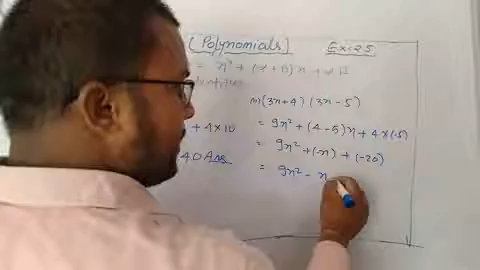 (Polynomials) Ex:2.5
= x² + (a+b)x + ab
m(3x+4) (3x-5)
= 9x² + (4-5)x + 4×(-5)
+ 4×10
= 9x² + (-x) + (-20)
40 Ans
= 9x² - x